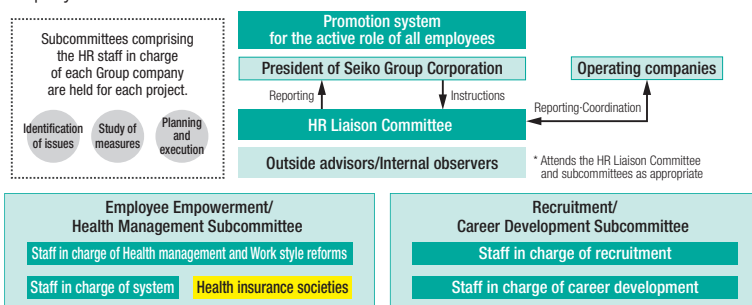 Subcommittees comprising
the HR staff in charge
of each Group company
are held for each project.
Identification
of issues
Study of
measures
Planning
and
execution
Promotion system
for the active role of all employees
President of Seiko Group Corporation
Operating companies
Reporting
Instructions
Reporting·Coordination
HR Liaison Committee
Outside advisors/Internal observers
* Attends the HR Liaison Committee
and subcommittees as appropriate
Employee Empowerment/
Health Management Subcommittee
Staff in charge of Health management and Work style reforms
Staff in charge of system
Health insurance societies
Recruitment/
Career Development Subcommittee
Staff in charge of recruitment
Staff in charge of career development